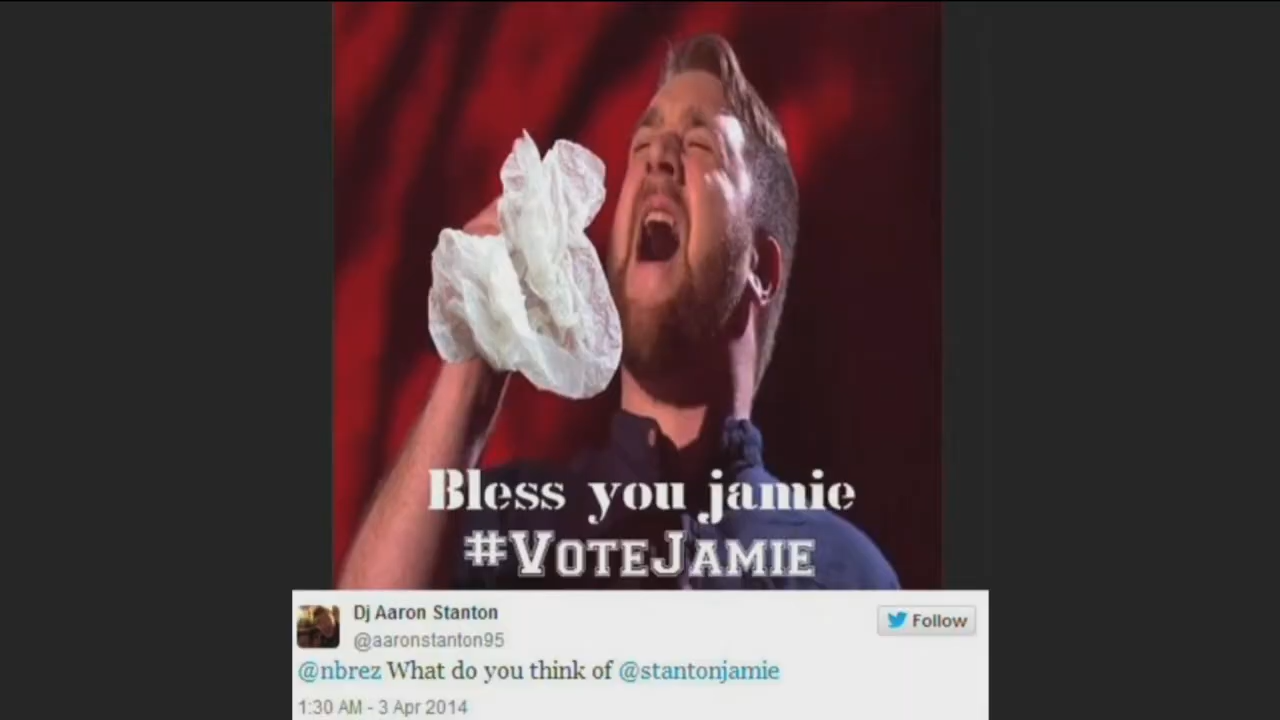 Bless you jamie
#VOTEJAMIE
Dj Aaron Stanton
Follow
@aaronstanton95
@nbrez What do you think of @stantonjamie
1:30 AM - 3 Apr 2014